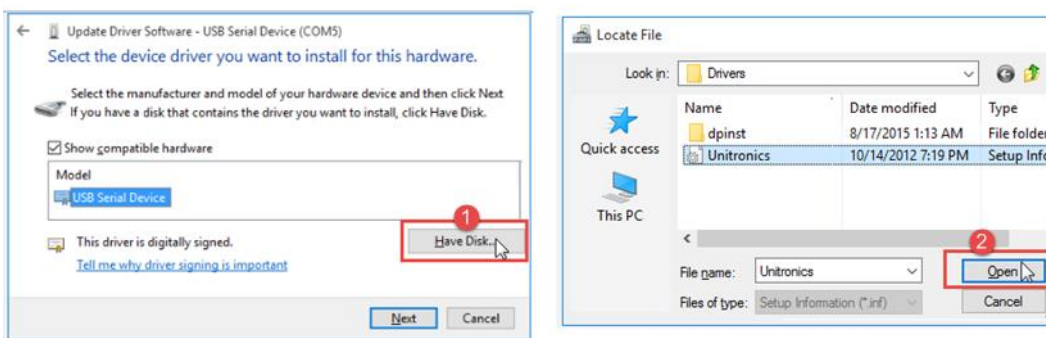 Update Driver Software - USB Serial Device (COM5)
Select the device driver you want to install for this hardware.
Select the manufacturer and model of your hardware device and then click Next
If you have a disk that contains the driver you want to install, click Have Disk.
Show compatible hardware
Model
USB Serial Device
1
This driver is digitally signed.
Have Disk...
Tell me why driver signing is important
Next Cancel
Locate File
Look in: Drivers
Name Date modified Type
dpinst 8/17/2015 1:13 AM File folder
Unitronics 10/14/2012 7:19 PM Setup Info
Quick access
This PC
2
File name: Unitronics Open
Files of type: Setup Information (*.inf) Cancel